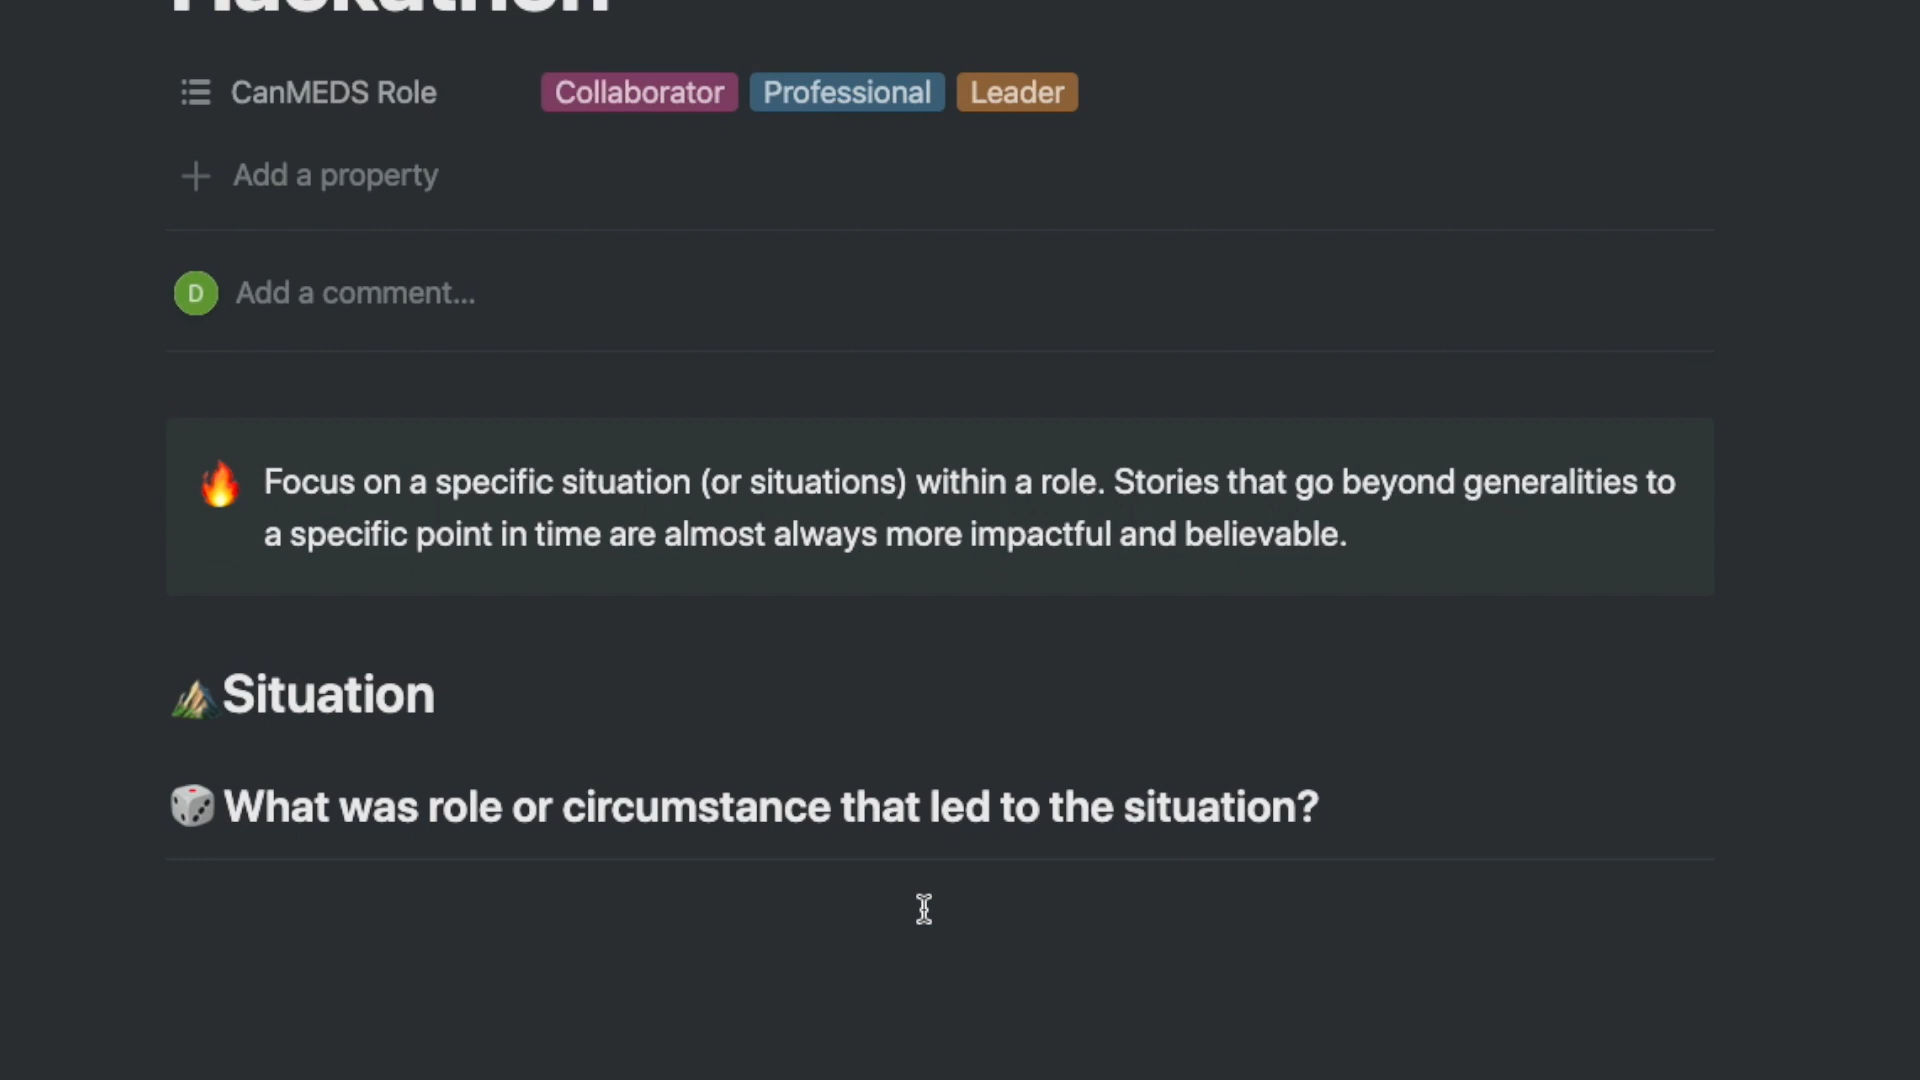 Hackathon
CanMEDS Role Collaborator Professional Leader
Add a property
D Add a comment...
Focus on a specific situation (or situations) within a role. Stories that go beyond generalities to
a specific point in time are almost always more impactful and believable.
Situation
What was role or circumstance that led to the situation?